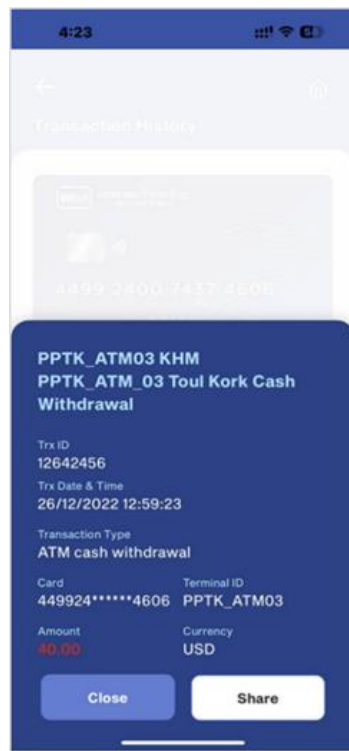 4:23
Transaction History
PPTK_ATM03 KHM
PPTK_ATM_03 Toul Kork Cash
Withdrawal
Trx ID
12642456
Trx Date & Time
26/12/2022 12:59:23
Transaction Type
ATM cash withdrawal
Card Terminal ID
449924******4606 PPTK_ATM03
Amount Currency
40.00 USD
Close Share